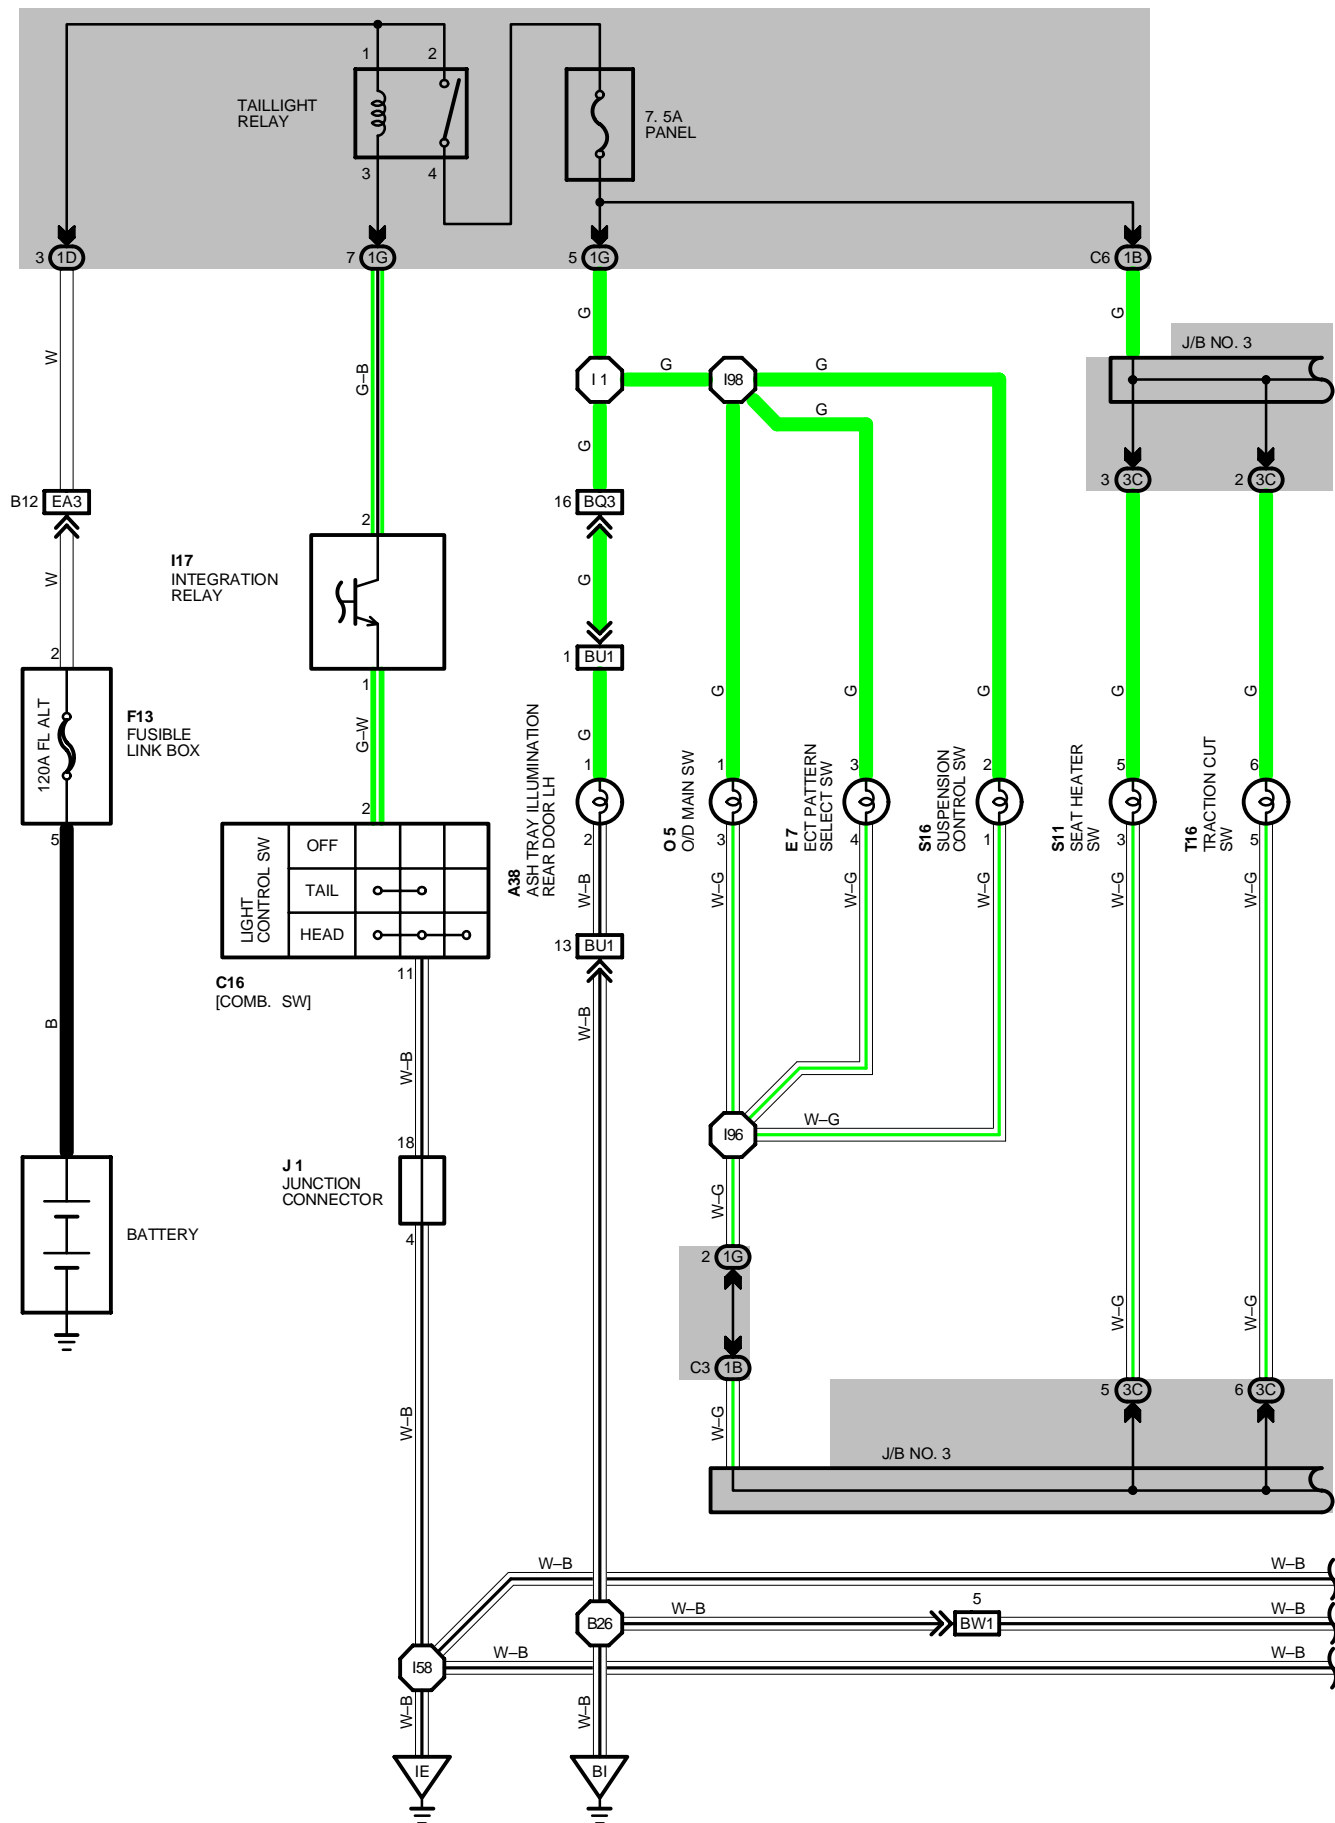 1
2
TAILLIGHT
RELAY
3
4
7. 5A
PANEL
3
1D
7
1G
5
1G
C6
1B
W
G–B
G
G
J/B NO. 3
I 1
G
I98
G
G
G
3
3C
2
3C
B12
EA3
16
BQ3
2
W
I17
INTEGRATION
RELAY
G
1
BU1
2
1
120A FL ALT
F13
FUSIBLE
LINK BOX
G–W
G
G
G
G
G
G
1
1
3
2
5
6
2
5
LIGHT
CONTROL SW
OFF
TAIL
HEAD
A38
ASH TRAY ILLUMINATION
REAR DOOR LH
2
O 5
O/D MAIN SW
3
E 7
ECT PATTERN
SELECT SW
4
S16
SUSPENSION
CONTROL SW
1
S11
SEAT HEATER
SW
3
T16
TRACTION CUT
SW
5
W–B
W–G
W–G
W–G
W–G
W–G
13
BU1
11
C16
[COMB. SW]
B
W–B
W–B
I96
W–G
18
J 1
JUNCTION
CONNECTOR
4
BATTERY
W–G
2
1G
W–G
W–G
C3
1B
5
3C
6
3C
W–B
W–G
J/B NO. 3
W–B
W–B
5
W–B
BW1
W–B
B26
W–B
W–B
I58
W–B
W–B
IE
BI